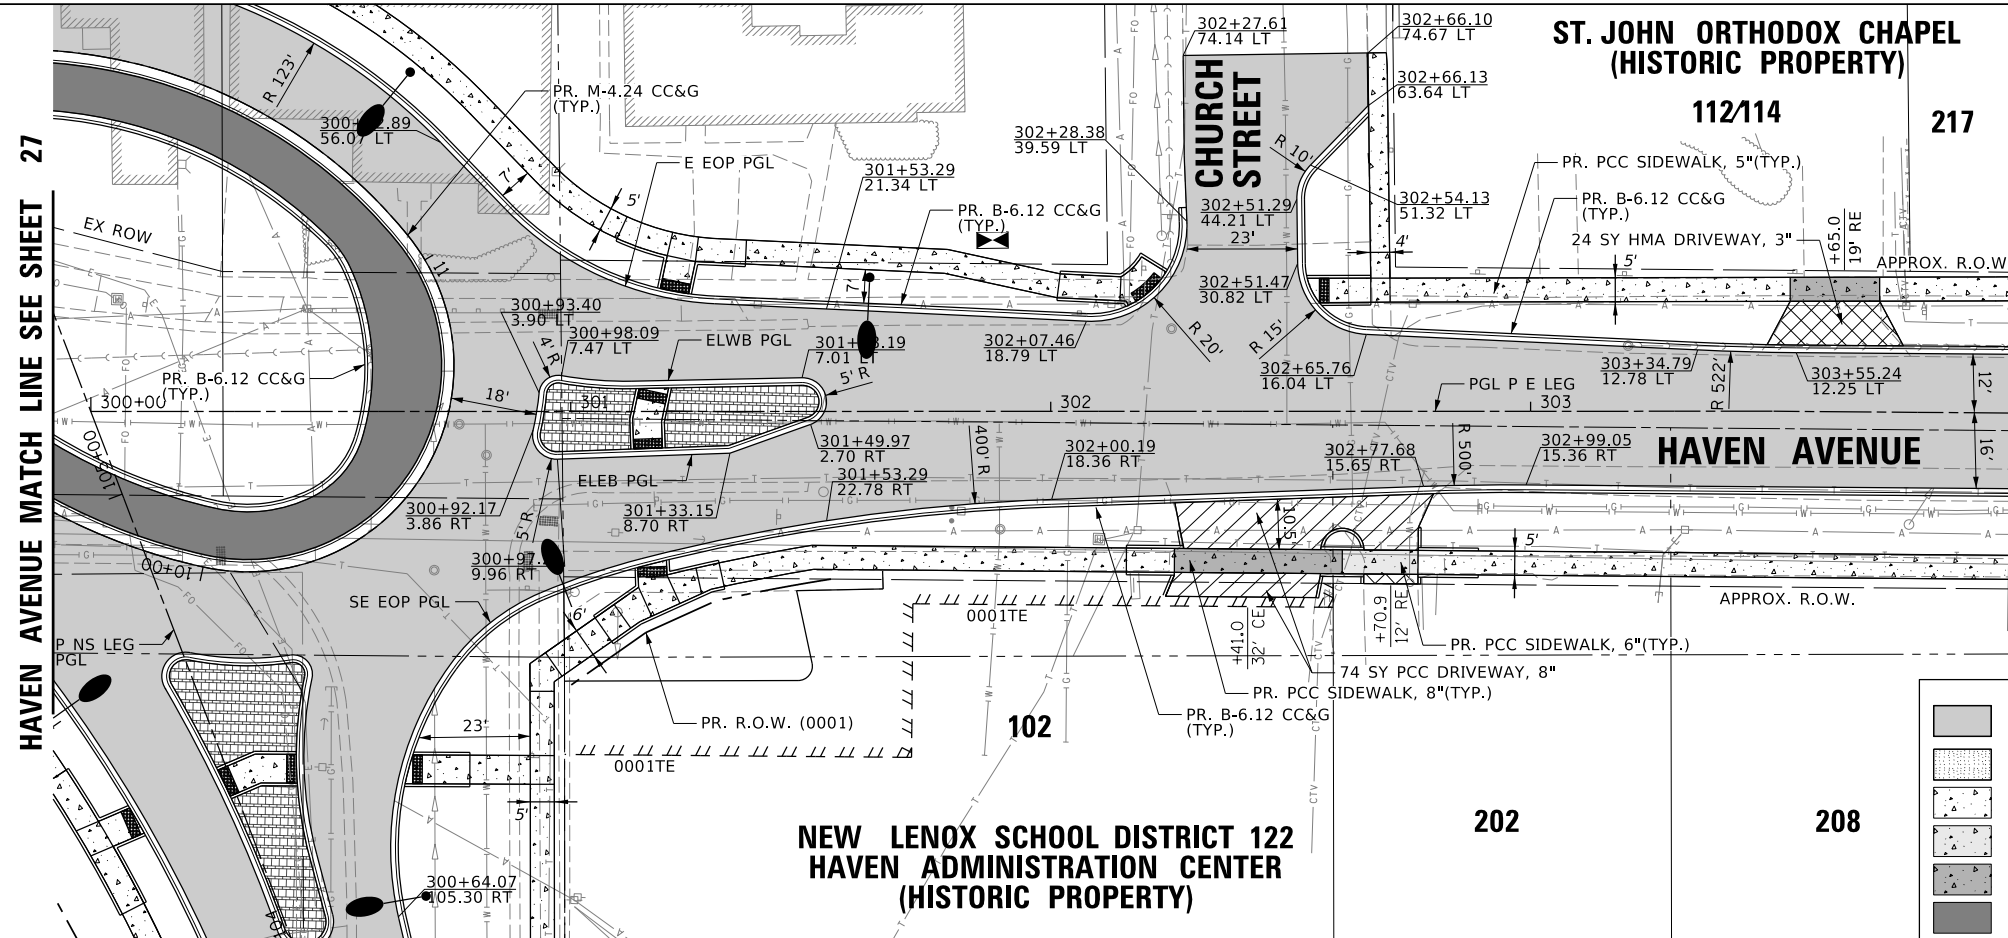 302+27.61
74.14 LT
302+66.10
74.67 LT
ST. JOHN ORTHODOX CHAPEL
(HISTORIC PROPERTY)
112/114
217
R 123'
PR. M-4.24 CC&G
(TYP.)
56.07 LT
302+66.13
63.64 LT
CHURCH
STREET
302+28.38
39.59 LT
R 10'
E EOP PGL
301+53.29
21.34 LT
7'
5'
PR. B-6.12 CC&G
(TYP.)
302+51.29
44.21 LT
23'
302+54.13
51.32 LT
4'
PR. PCC SIDEWALK, 5"(TYP.)
PR. B-6.12 CC&G
(TYP.)
24 SY HMA DRIVEWAY, 3"
+65.0
19' RE
5'
APPROX. R.O.W
HAVEN AVENUE MATCH LINE SEE SHEET 27
EX ROW
11'
300+93.40
3.90 LT
300+98.09
7.47 LT
4' R
ELWB PGL
7.01 LT
5' R
7'
302+07.46
18.79 LT
R 20'
302+51.47
30.82 LT
R 15'
302+65.76
16.04 LT
303+34.79
12.78 LT
R 522'
303+55.24
12.25 LT
12'
PR. B-6.12 CC&G
(TYP.)
300+00
18'
301
302
PGL P E LEG
303
105+00
110+00
300+92.17
3.86 RT
5' R
ELEB PGL
301+33.15
8.70 RT
301+49.97
2.70 RT
301+53.29
22.78 RT
400' R
302+00.19
18.36 RT
302+77.68
15.65 RT
R 500'
302+99.05
15.36 RT
HAVEN AVENUE
16'
9.96 RT
10.5'
5'
SE EOP PGL
6'
0001TE
+41.0
32' CE
+70.9
12' RE
APPROX. R.O.W.
P NS LEG
PGL
PR. PCC SIDEWALK, 6"(TYP.)
74 SY PCC DRIVEWAY, 8"
PR. PCC SIDEWALK, 8"(TYP.)
PR. B-6.12 CC&G
(TYP.)
23'
PR. R.O.W. (0001)
102
0001TE
5'
202
208
NEW LENOX SCHOOL DISTRICT 122
HAVEN ADMINISTRATION CENTER
(HISTORIC PROPERTY)
300+64.07
105.30 RT